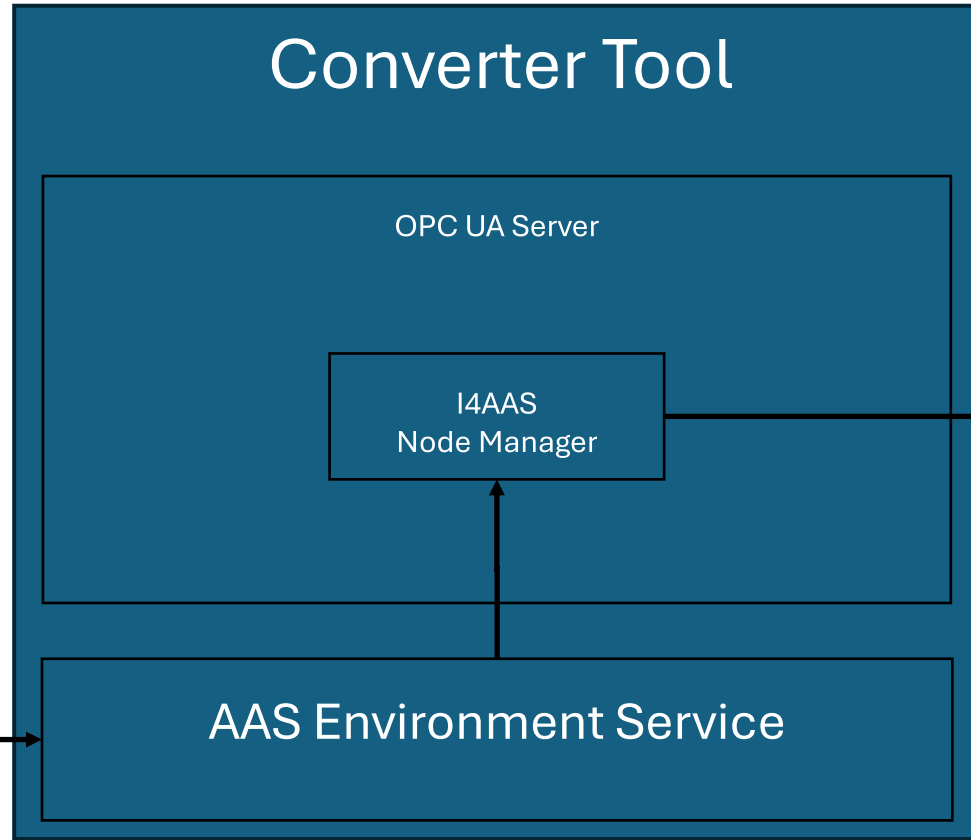 Converter Tool
OPC UA Server
I4AAS
Node Manager
AAS Environment Service